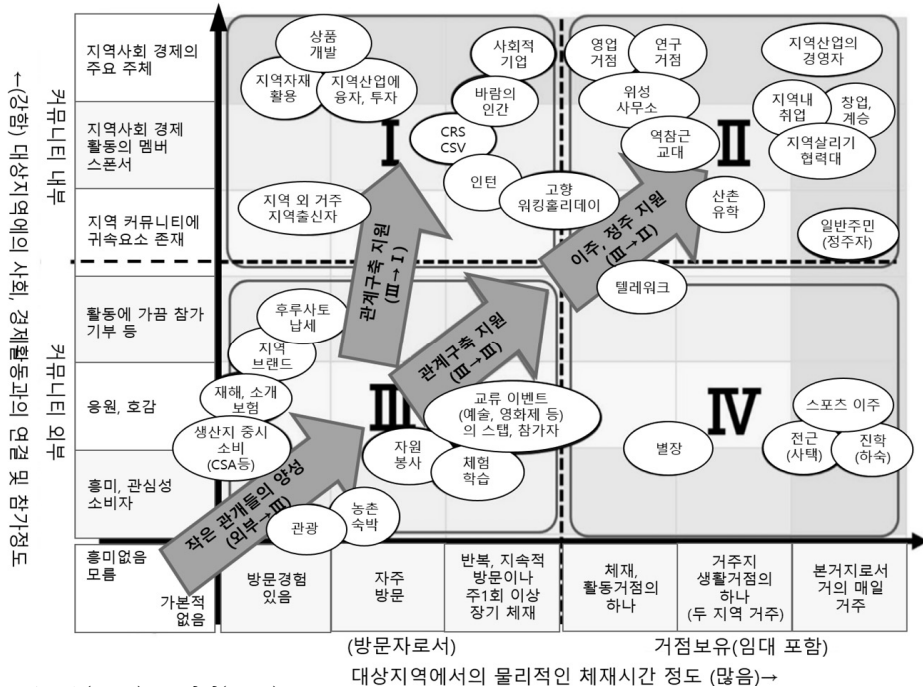 ←(강함) 대상지역에의 사회, 경제활동과의 연결 및 참가정도
커뮤니티 내부
커뮤니티 외부
지역사회 경제의
주요 주체
지역사회 경제
활동의 멤버
스폰서
지역 커뮤니티에
귀속요소 존재
활동에 가끔 참가
기부 등
응원, 호감
흥미, 관심성
소비자
흥미없음
모름
가본적
없음
Ⅰ
상품
개발
지역자재
활용
지역산업에
융자, 투자
사회적
기업
바람의
인간
CRS
CSV
인턴
지역 외 거주
지역출신자
고향
워킹홀리데이
관계구축 지원
(Ⅲ→Ⅰ)
Ⅱ
영업
거점
연구
거점
지역산업의
경영자
위성
사무소
지역내
취업
창업,
계승
역참근
교대
지역살리기
협력대
산촌
유학
일반주민
(정주자)
이주, 정주 지원
(Ⅲ→Ⅱ)
텔레워크
Ⅲ
후루사토
납세
지역
브랜드
재해, 소개
보험
생산지 중시
소비
(CSA등)
관계구축 지원
(Ⅲ→Ⅲ)
교류 이벤트
(예술, 영화제 등)
의 스탭, 참가자
자원
봉사
체험
학습
작은 관개들의 양성
(외부→Ⅲ)
관광
농촌
숙박
Ⅳ
스포츠 이주
별장
전근
(사택)
진학
(하숙)
방문경험
있음
자주
방문
반복, 지속적
방문이나
주1회 이상
장기 체재
체재,
활동거점의
하나
거주지
생활거점의
하나
(두 지역 거주)
본거지로서
거의 매일
거주
(방문자로서)
거점보유(임대 포함)
대상지역에서의 물리적인 체재시간 정도 (많음)→